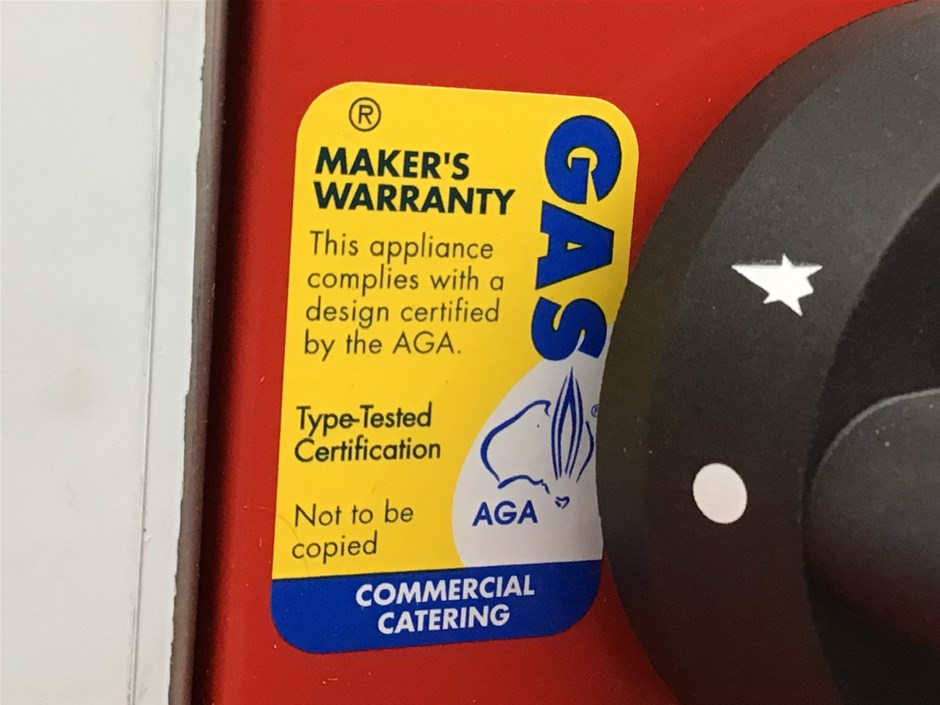 ®
MAKER'S
WARRANTY
GAS
This appliance
complies with a
design certified
by the AGA.
Type-Tested
Certification
®
AGA
Not to be
copied
COMMERCIAL
CATERING